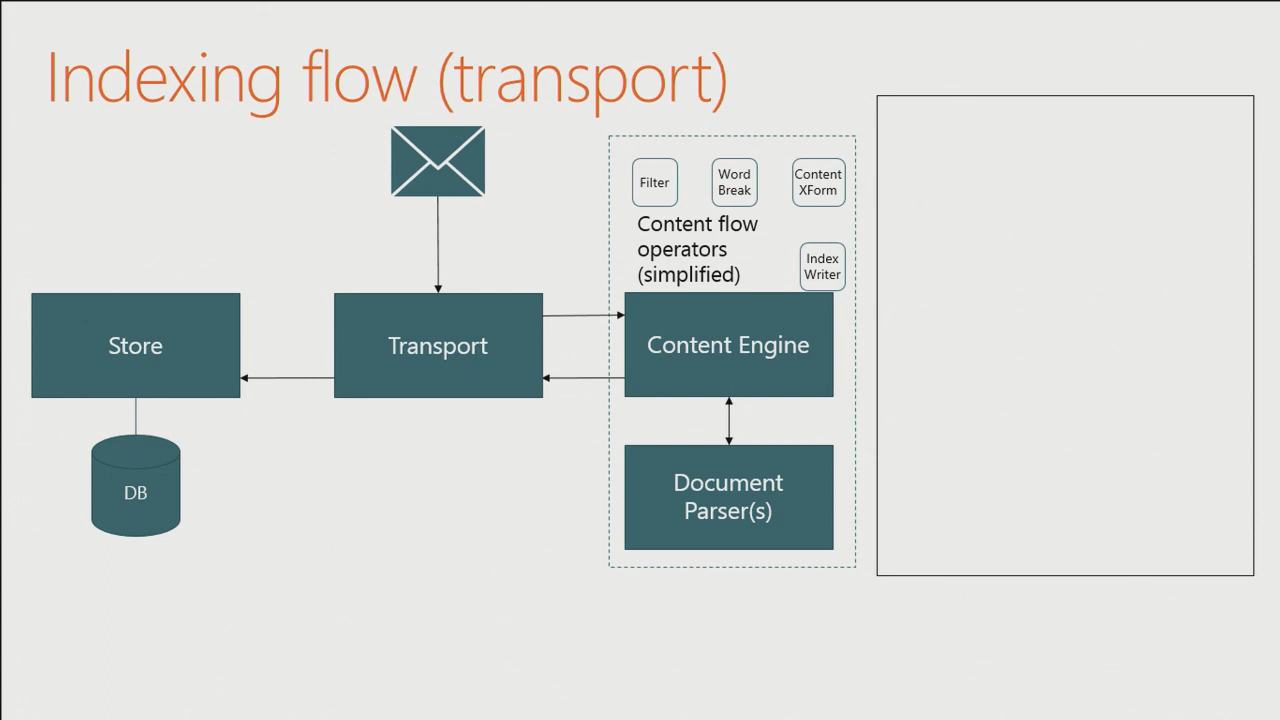 Indexing flow (transport)
Filter
Word
Break
Content
XForm
Content flow
operators
(simplified)
Index
Writer
Store
Transport
Content Engine
DB
Document
Parser(s)